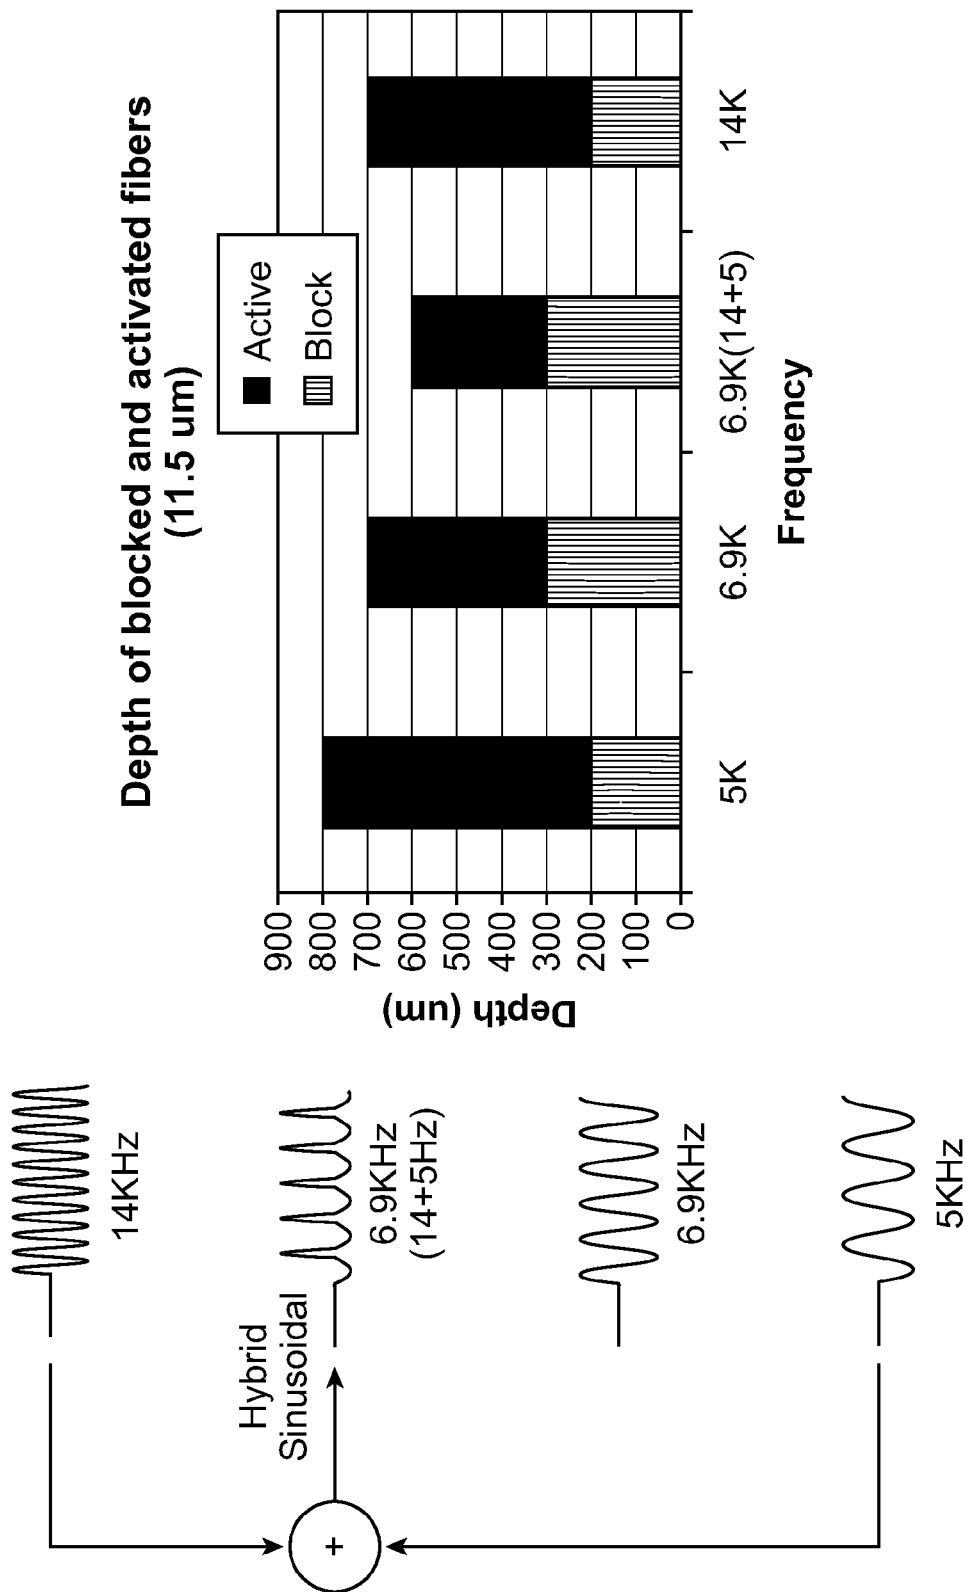 14KHz
Hybrid
Sinusoidal
6.9KHz
(14+5Hz)
+
6.9KHz
5KHz
Depth of blocked and activated fibers
(11.5 um)
Active
Block
900
800
700
600
500
400
300
200
100
0
Depth (um)
5K
6.9K
6.9K(14+5)
14K
Frequency